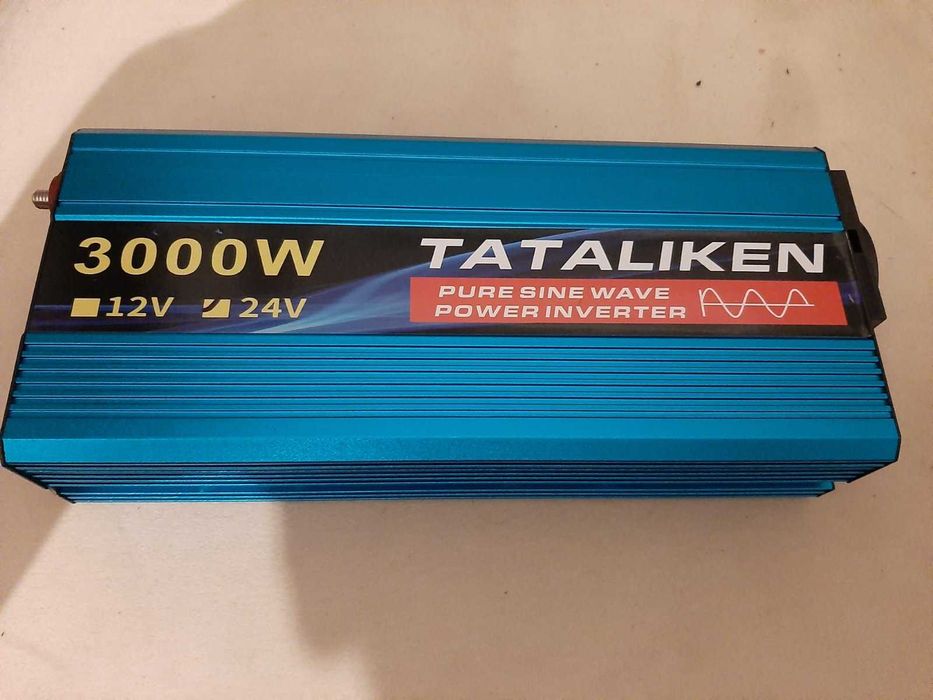 3000W
12V 24V
TATALIKEN
PURE SINE WAVE
POWER INVERTER